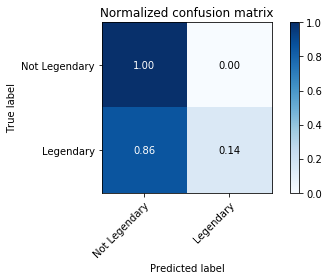 Normalized confusion matrix
True label
Not Legendary
Legendary
1.00
0.00
0.86
0.14
Not Legendary
Legendary
Predicted label
1.0
0.8
0.6
0.4
0.2
0.0